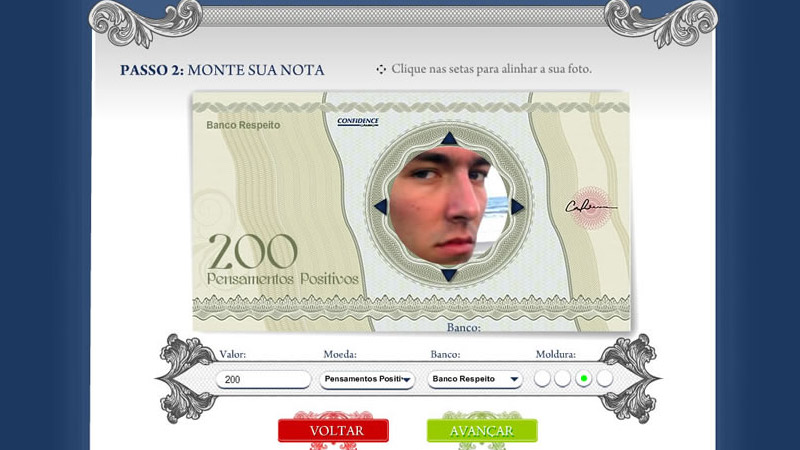 PASSO 2: MONTE SUA NOTA
Clique nas setas para alinhar a sua foto.
Banco Respeito
CONFIDENCE
200
Pensamentos Positivos
Banco:
Valor:
Moeda:
Banco:
Moldura:
200
Pensamentos Positi
Banco Respeito
VOLTAR
AVANÇAR